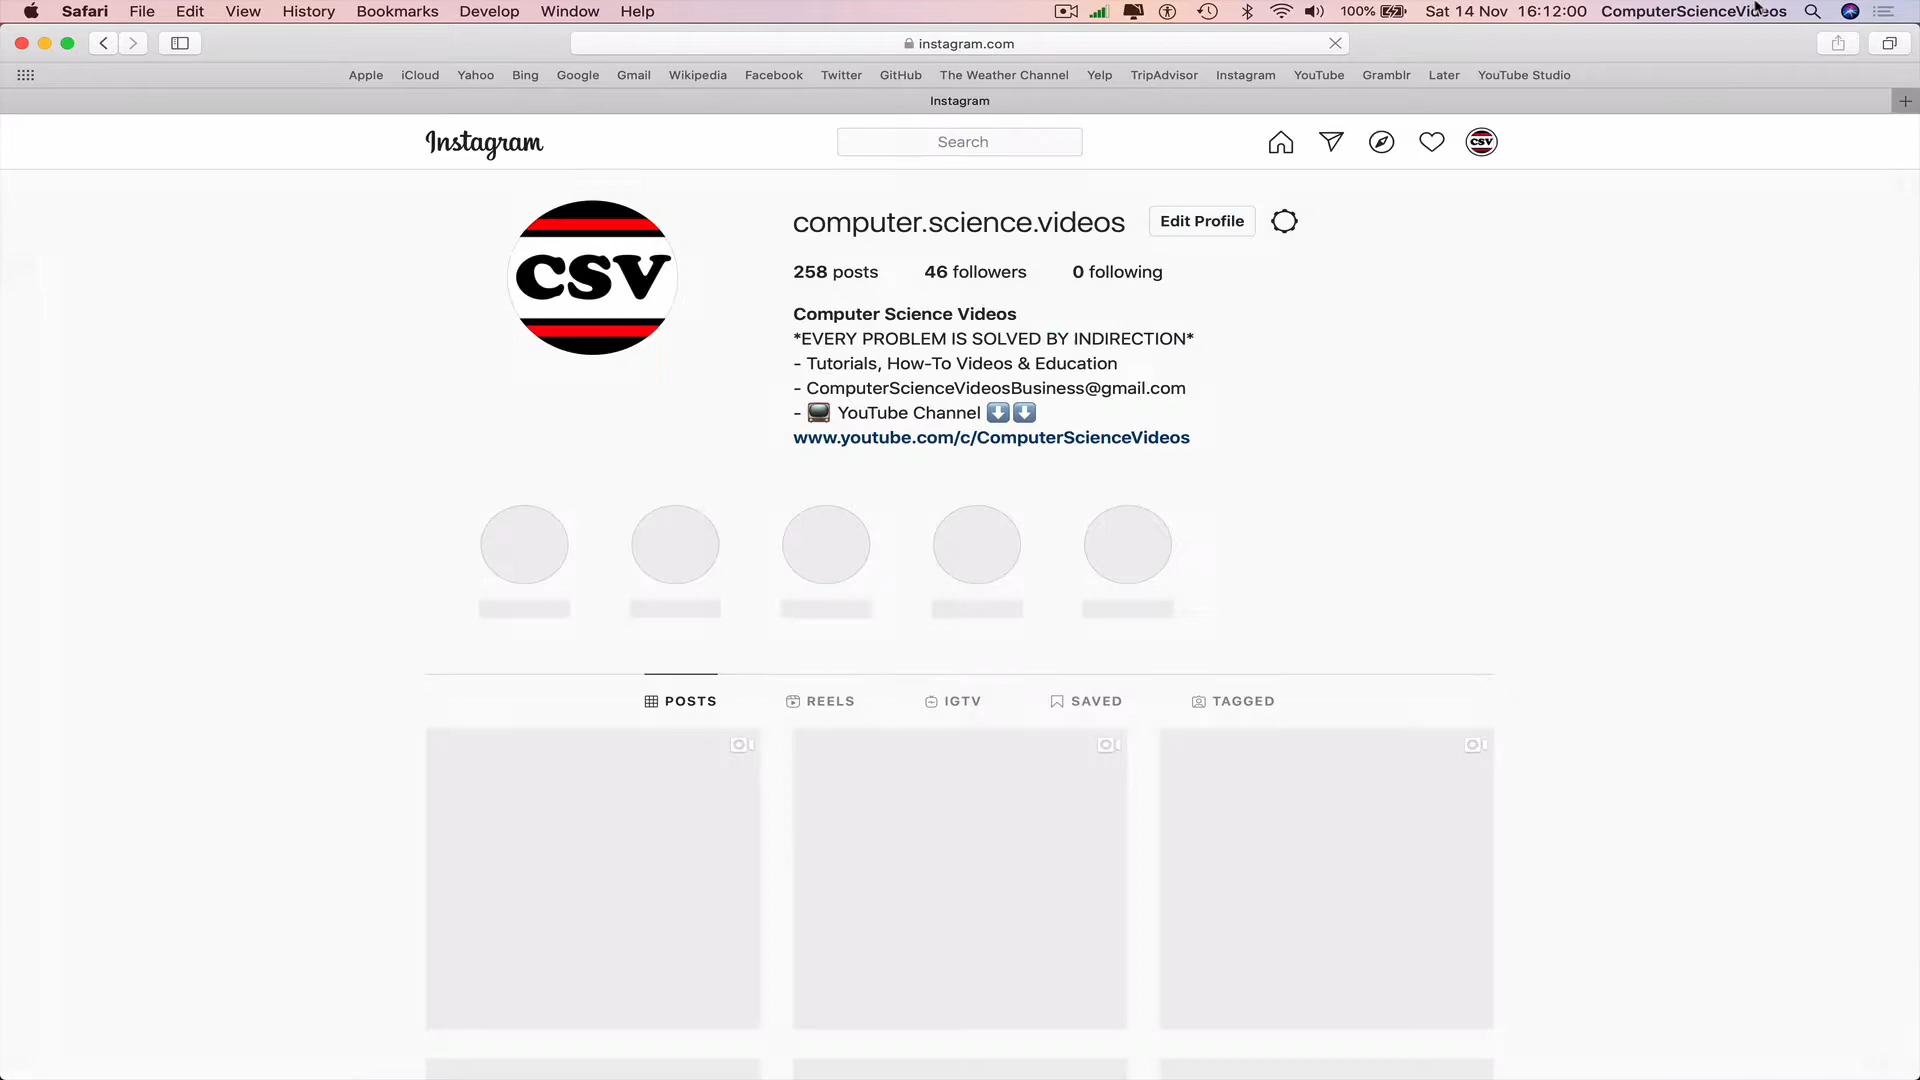 Safari File Edit View History Bookmarks Develop Window Help 100% Sat 14 Nov 16:12:00 ComputerScienceVideos
instagram.com
Apple iCloud Yahoo Bing Google Gmail Wikipedia Facebook Twitter GitHub The Weather Channel Yelp TripAdvisor Instagram YouTube Gramblr Later YouTube Studio
Instagram
Instagram Search CSV
computer.science.videos Edit Profile
CSV
258 posts 46 followers 0 following
Computer Science Videos
*EVERY PROBLEM IS SOLVED BY INDIRECTION*
- Tutorials, How-To Videos & Education
- ComputerScienceVideosBusiness@gmail.com
- 📺 YouTube Channel ⬇️⬇️
www.youtube.com/c/ComputerScienceVideos
POSTS REELS IGTV SAVED TAGGED